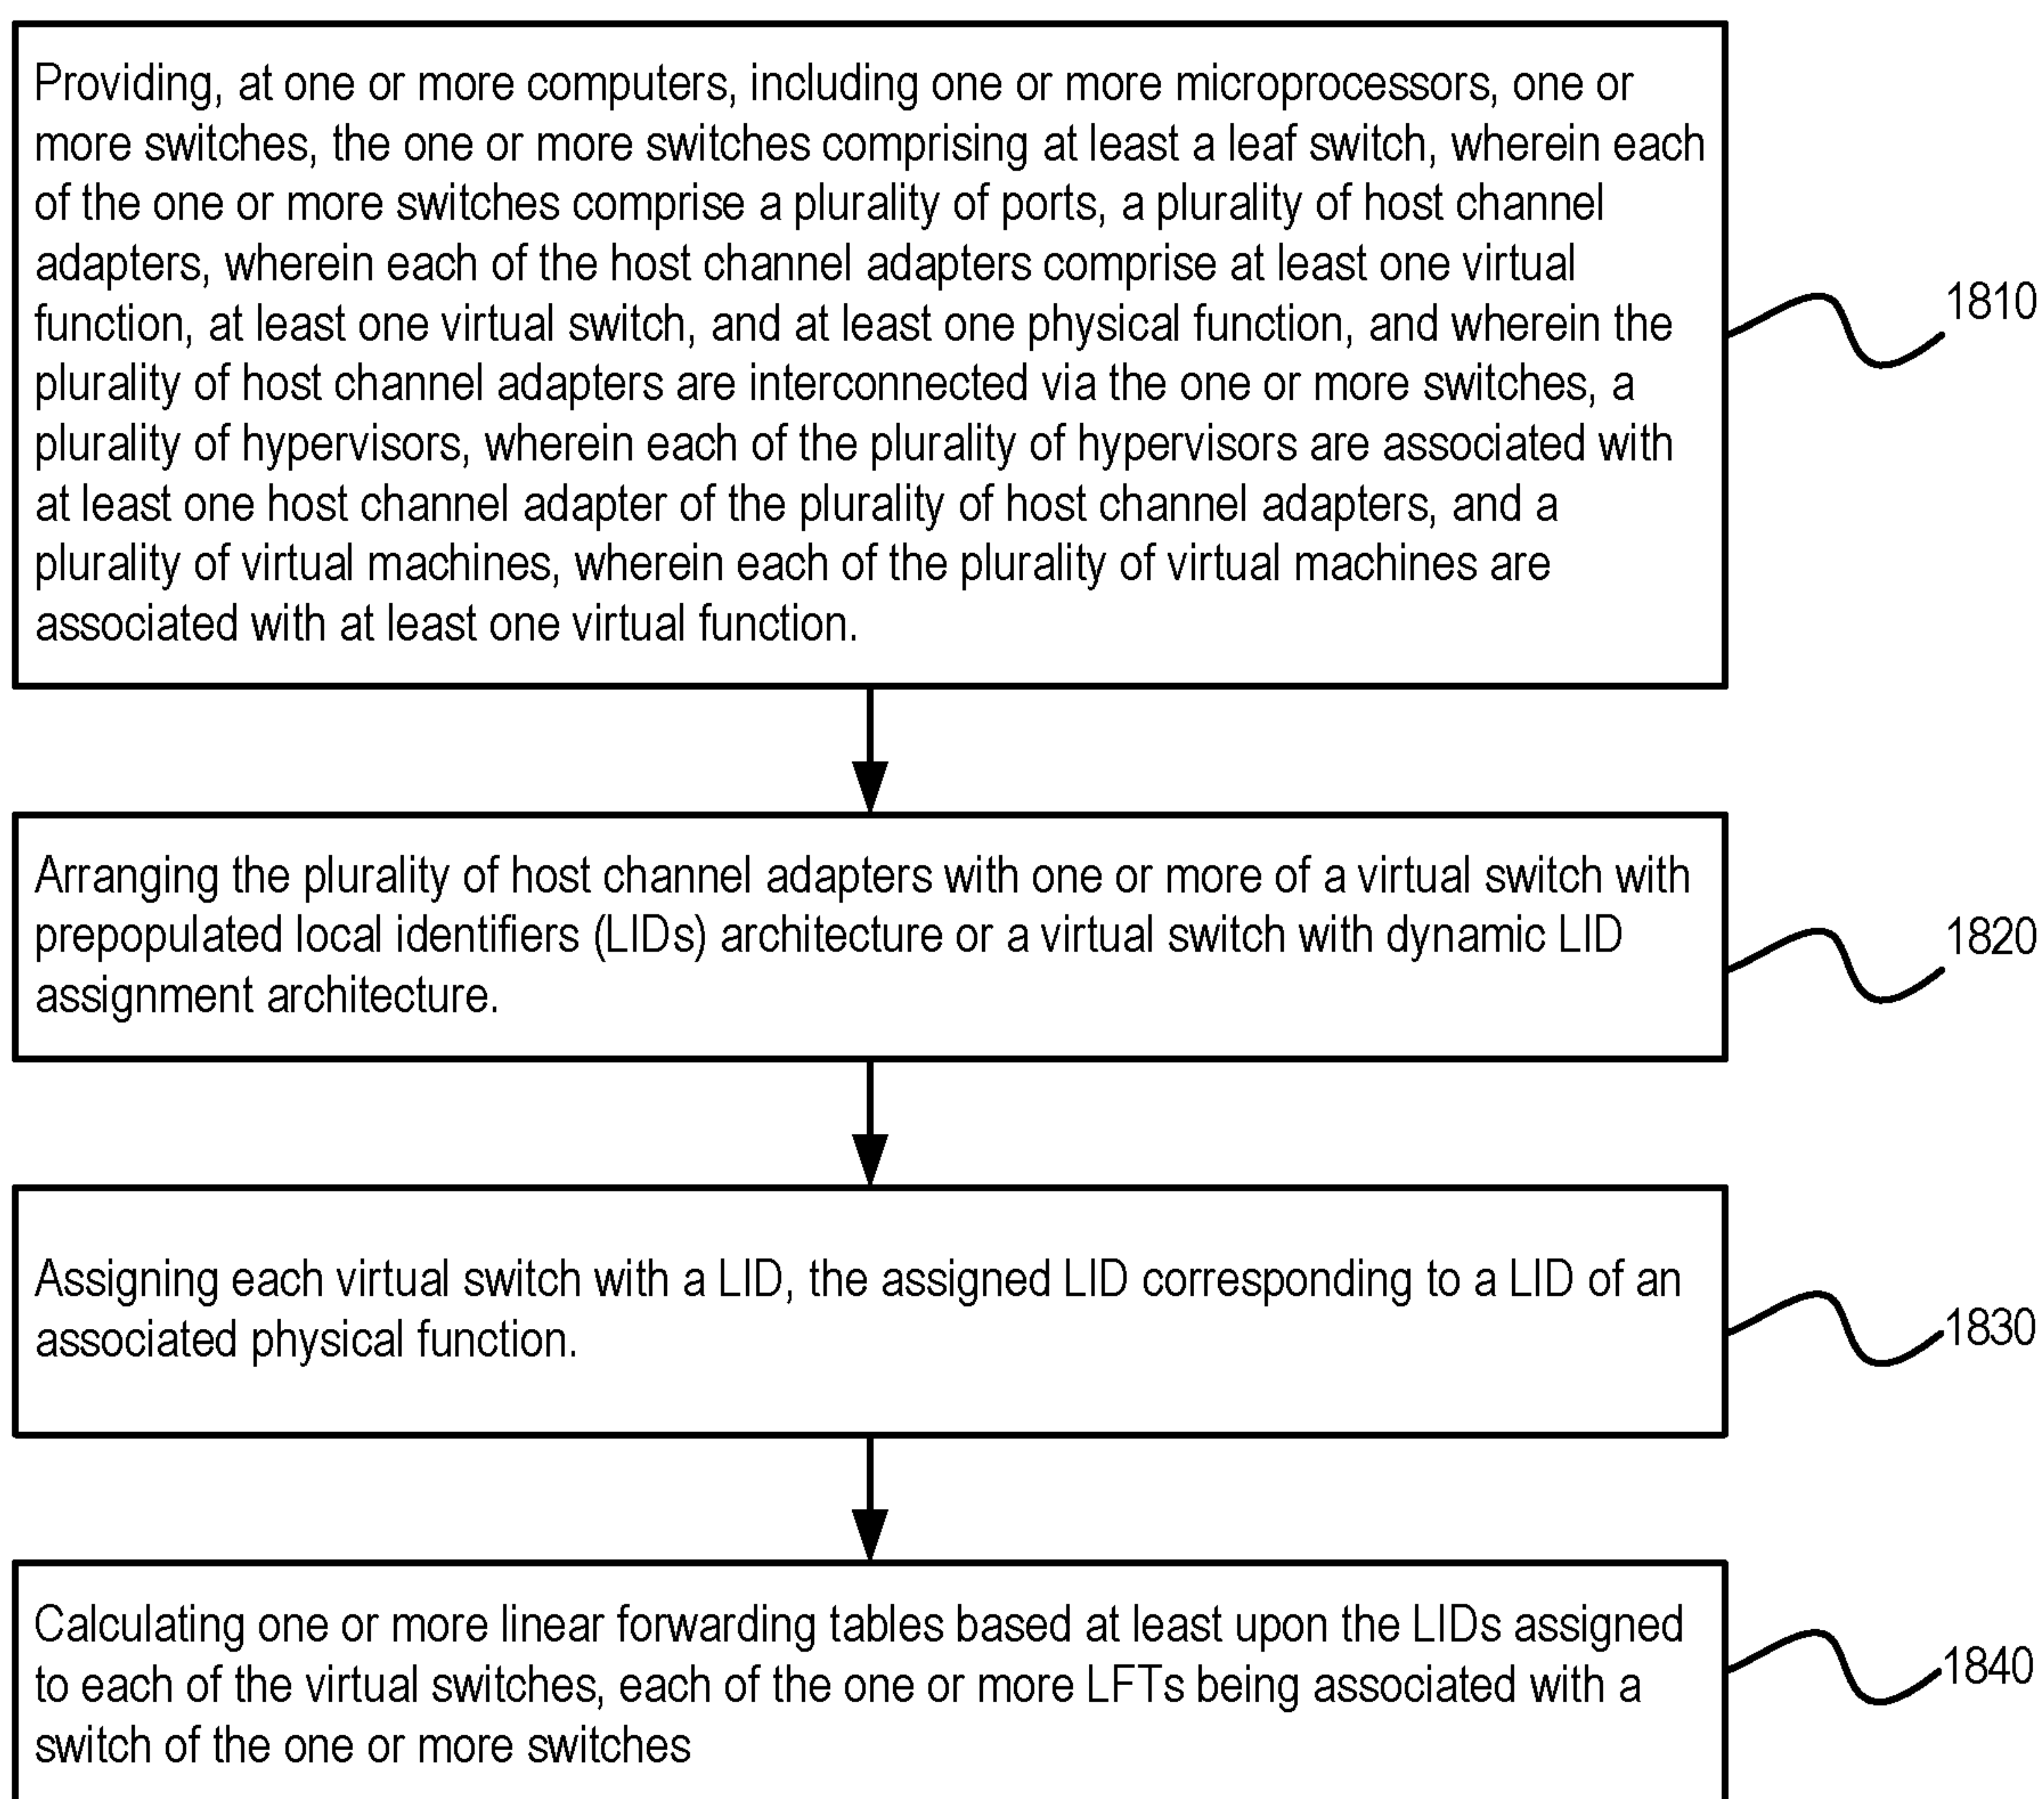 Providing, at one or more computers, including one or more microprocessors, one or
more switches, the one or more switches comprising at least a leaf switch, wherein each
of the one or more switches comprise a plurality of ports, a plurality of host channel
adapters, wherein each of the host channel adapters comprise at least one virtual
function, at least one virtual switch, and at least one physical function, and wherein the
plurality of host channel adapters are interconnected via the one or more switches, a
plurality of hypervisors, wherein each of the plurality of hypervisors are associated with
at least one host channel adapter of the plurality of host channel adapters, and a
plurality of virtual machines, wherein each of the plurality of virtual machines are
associated with at least one virtual function.
1810
Arranging the plurality of host channel adapters with one or more of a virtual switch with
prepopulated local identifiers (LIDs) architecture or a virtual switch with dynamic LID
assignment architecture.
1820
Assigning each virtual switch with a LID, the assigned LID corresponding to a LID of an
associated physical function.
1830
Calculating one or more linear forwarding tables based at least upon the LIDs assigned
to each of the virtual switches, each of the one or more LFTs being associated with a
switch of the one or more switches
1840